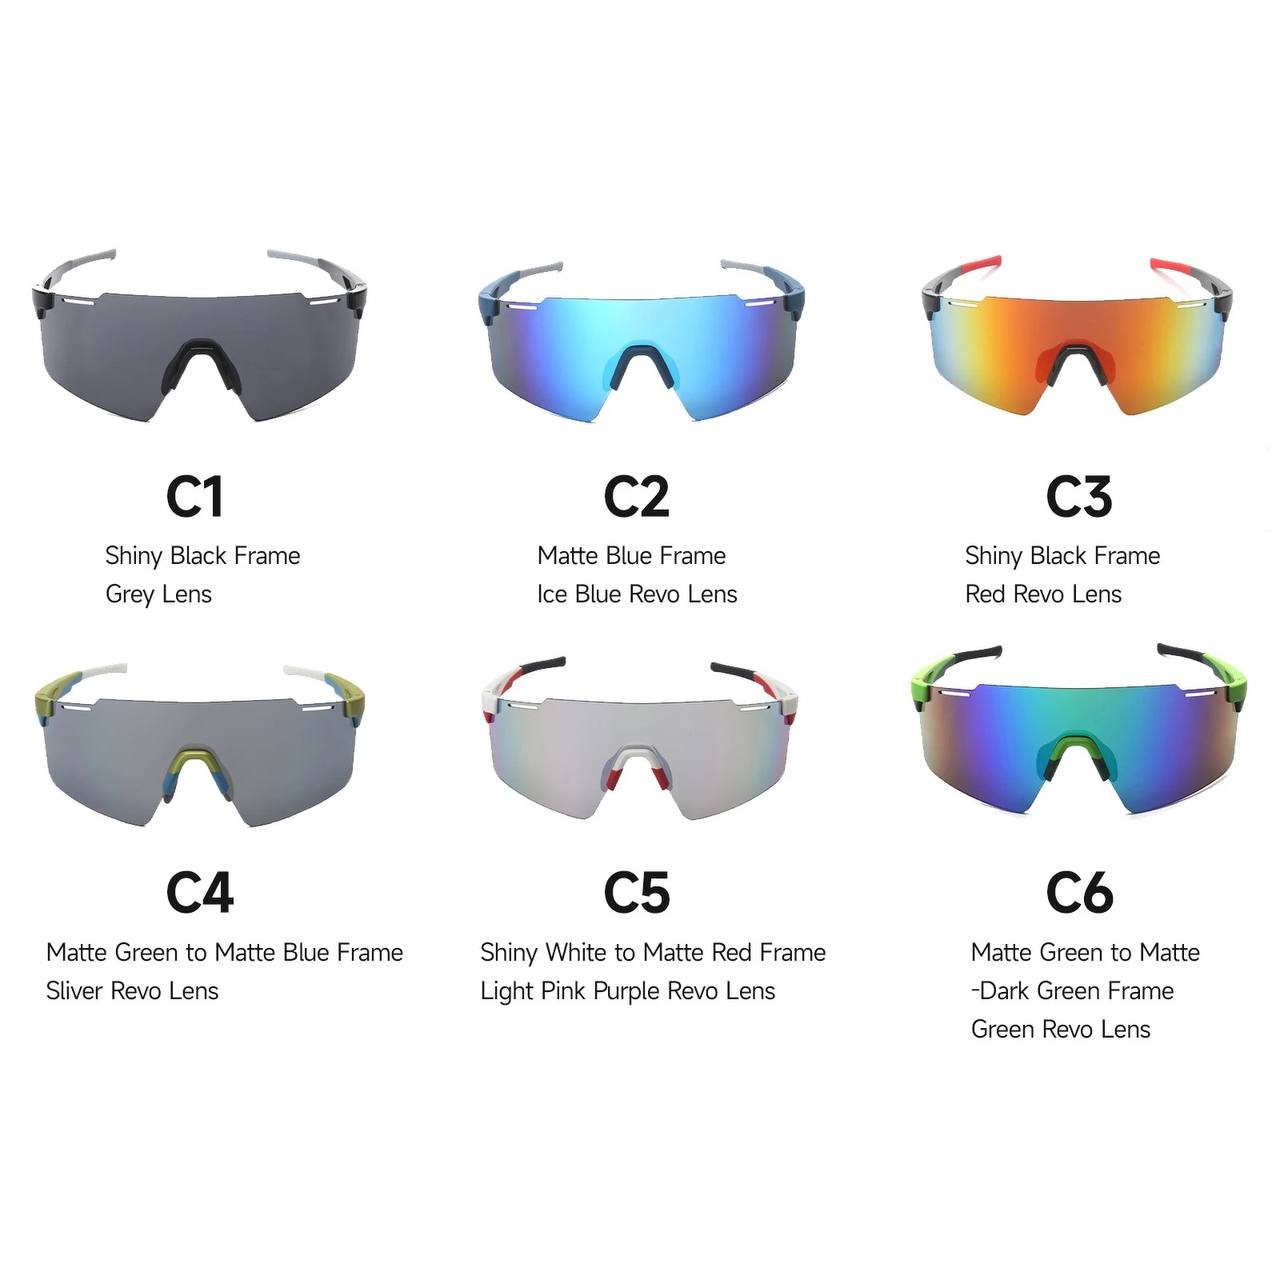 C1
Shiny Black Frame
Grey Lens
C2
Matte Blue Frame
Ice Blue Revo Lens
C3
Shiny Black Frame
Red Revo Lens
C4
Matte Green to Matte Blue Frame
Sliver Revo Lens
C5
Shiny White to Matte Red Frame
Light Pink Purple Revo Lens
C6
Matte Green to Matte
-Dark Green Frame
Green Revo Lens